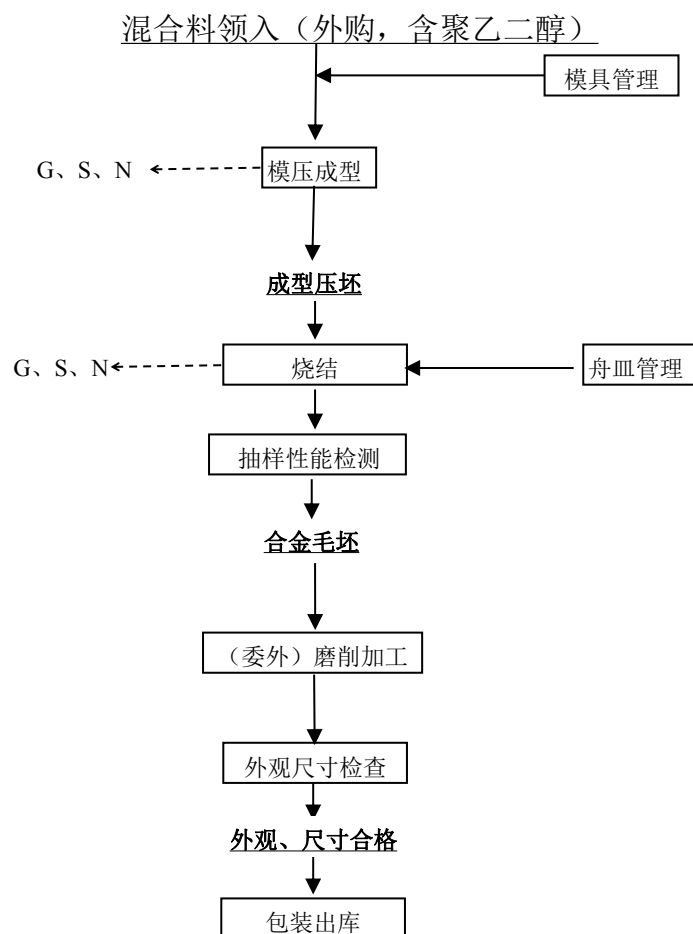 混合料领入（外购，含聚乙二醇）
模具管理
G、S、N
模压成型
成型压坯
G、S、N
烧结
舟皿管理
抽样性能检测
合金毛坯
（委外）磨削加工
外观尺寸检查
外观、尺寸合格
包装出库